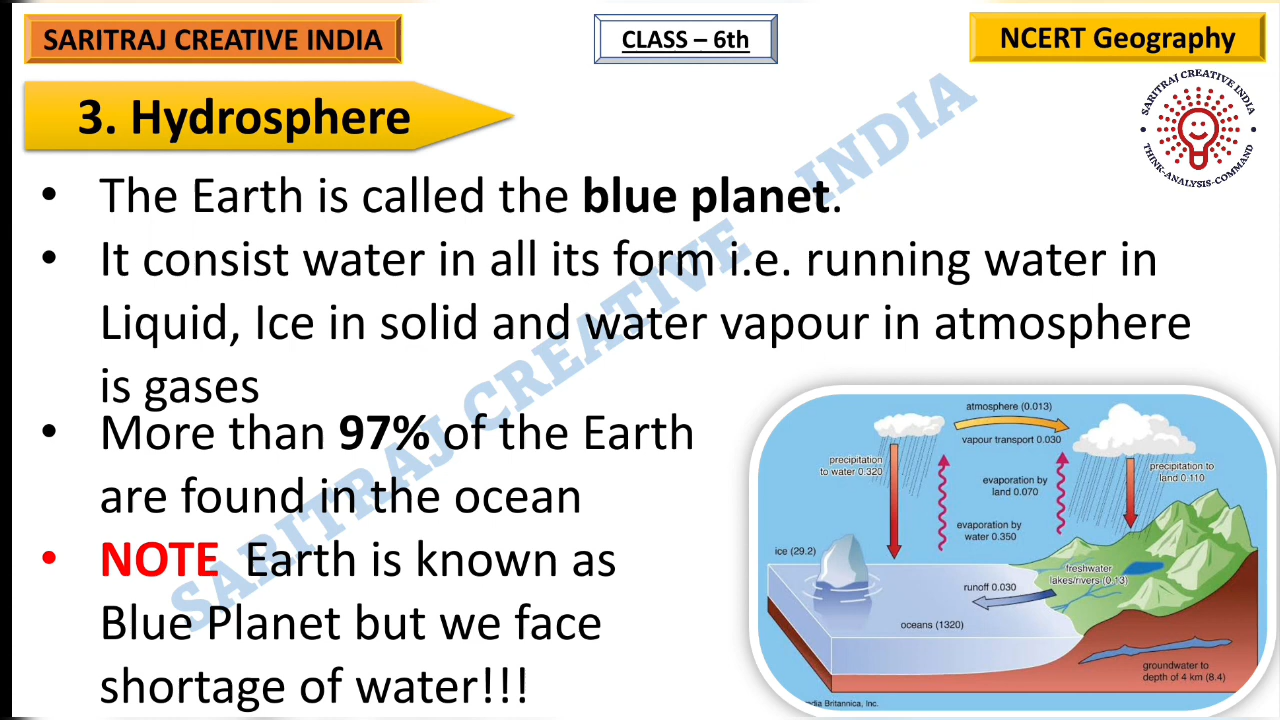 SARITRAJ CREATIVE INDIA
CLASS – 6th
NCERT Geography
SARITRAJ CREATIVE INDIA
THINK-ANALYSIS-COMMAND
3. Hydrosphere
• The Earth is called the blue planet.
• It consist water in all its form i.e. running water in
Liquid, Ice in solid and water vapour in atmosphere
is gases
• More than 97% of the Earth
are found in the ocean
• NOTE Earth is known as
Blue Planet but we face
shortage of water!!!
SARITRAJ CREATIVE INDIA
atmosphere (0.013)
vapour transport 0.030
precipitation
to water 0.320
precipitation to
land 0.110
evaporation by
land 0.070
evaporation by
water 0.350
ice (29.2)
freshwater
lakes/rivers (0.13)
runoff 0.030
oceans (1320)
groundwater to
depth of 4 km (8.4)
dia Britannica, Inc.